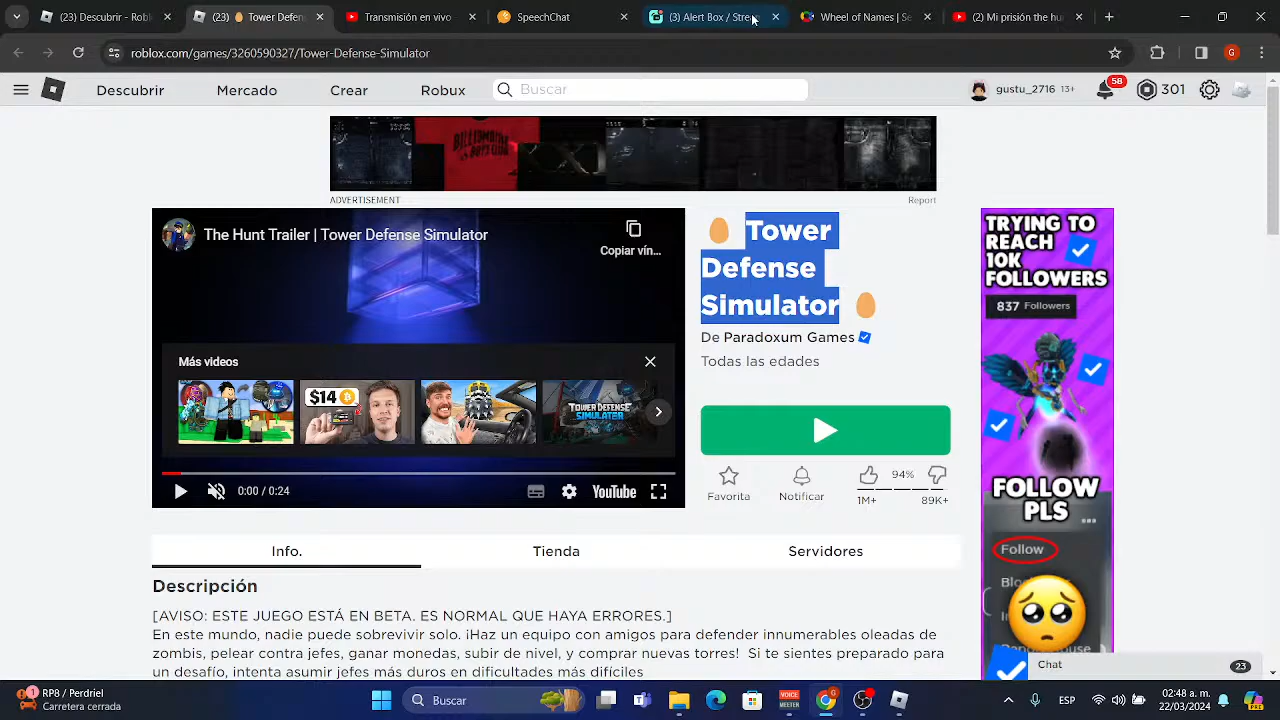 (23) Descubrir - Robl
(23) 🥚 Tower Defens
Transmisión en vivo
SpeechChat
(3) Alert Box / Stre
Wheel of Names | Se
(2) Mi prisión the hu
roblox.com/games/3260590327/Tower-Defense-Simulator
Descubrir
Mercado
Crear
Robux
Buscar
gustu_2716 13+
58
301
BILLIONAIRE
BOYS CLUB
ADVERTISEMENT
Report
The Hunt Trailer | Tower Defense Simulator
Copiar vín...
Más videos
$14
TOWER DEFENSE
SIMULATOR
0:00 / 0:24
YouTube
🥚 Tower
Defense
Simulator 🥚
De Paradoxum Games
Todas las edades
Favorita
Notificar
94%
1M+
89K+
TRYING TO
REACH
10K
FOLLOWERS
837 Followers
FOLLOW
PLS
Follow
Info.
Tienda
Servidores
Descripción
[AVISO: ESTE JUEGO ESTÁ EN BETA. ES NORMAL QUE HAYA ERRORES.]
En este mundo, nadie puede sobrevivir solo. ¡Haz un equipo con amigos para defender innumerables oleadas de
zombis, pelear contra jefes, ganar monedas, subir de nivel, y comprar nuevas torres! Si te sientes preparado para
un desafío, intenta asumir jefes más duros en dificultades más difíciles
Chat
23
1
RP8 / Perdriel
Carretera cerrada
Buscar
VOICE
MEETER
ESP
02:48 a. m.
22/03/2024